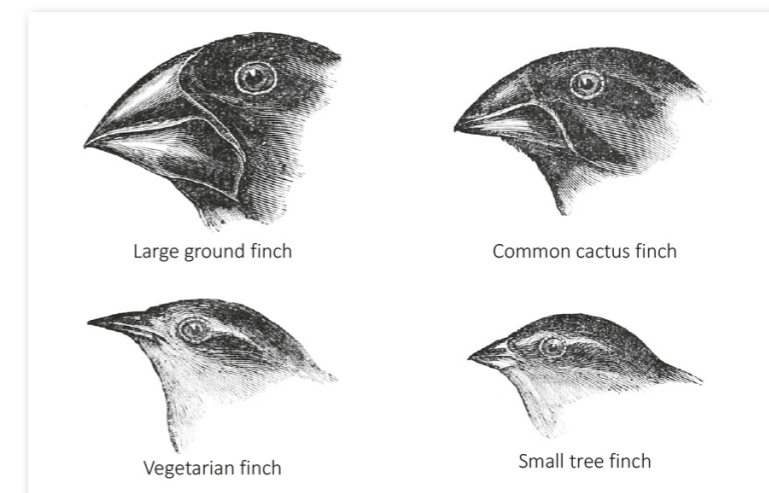 Large ground finch
Common cactus finch
Vegetarian finch
Small tree finch